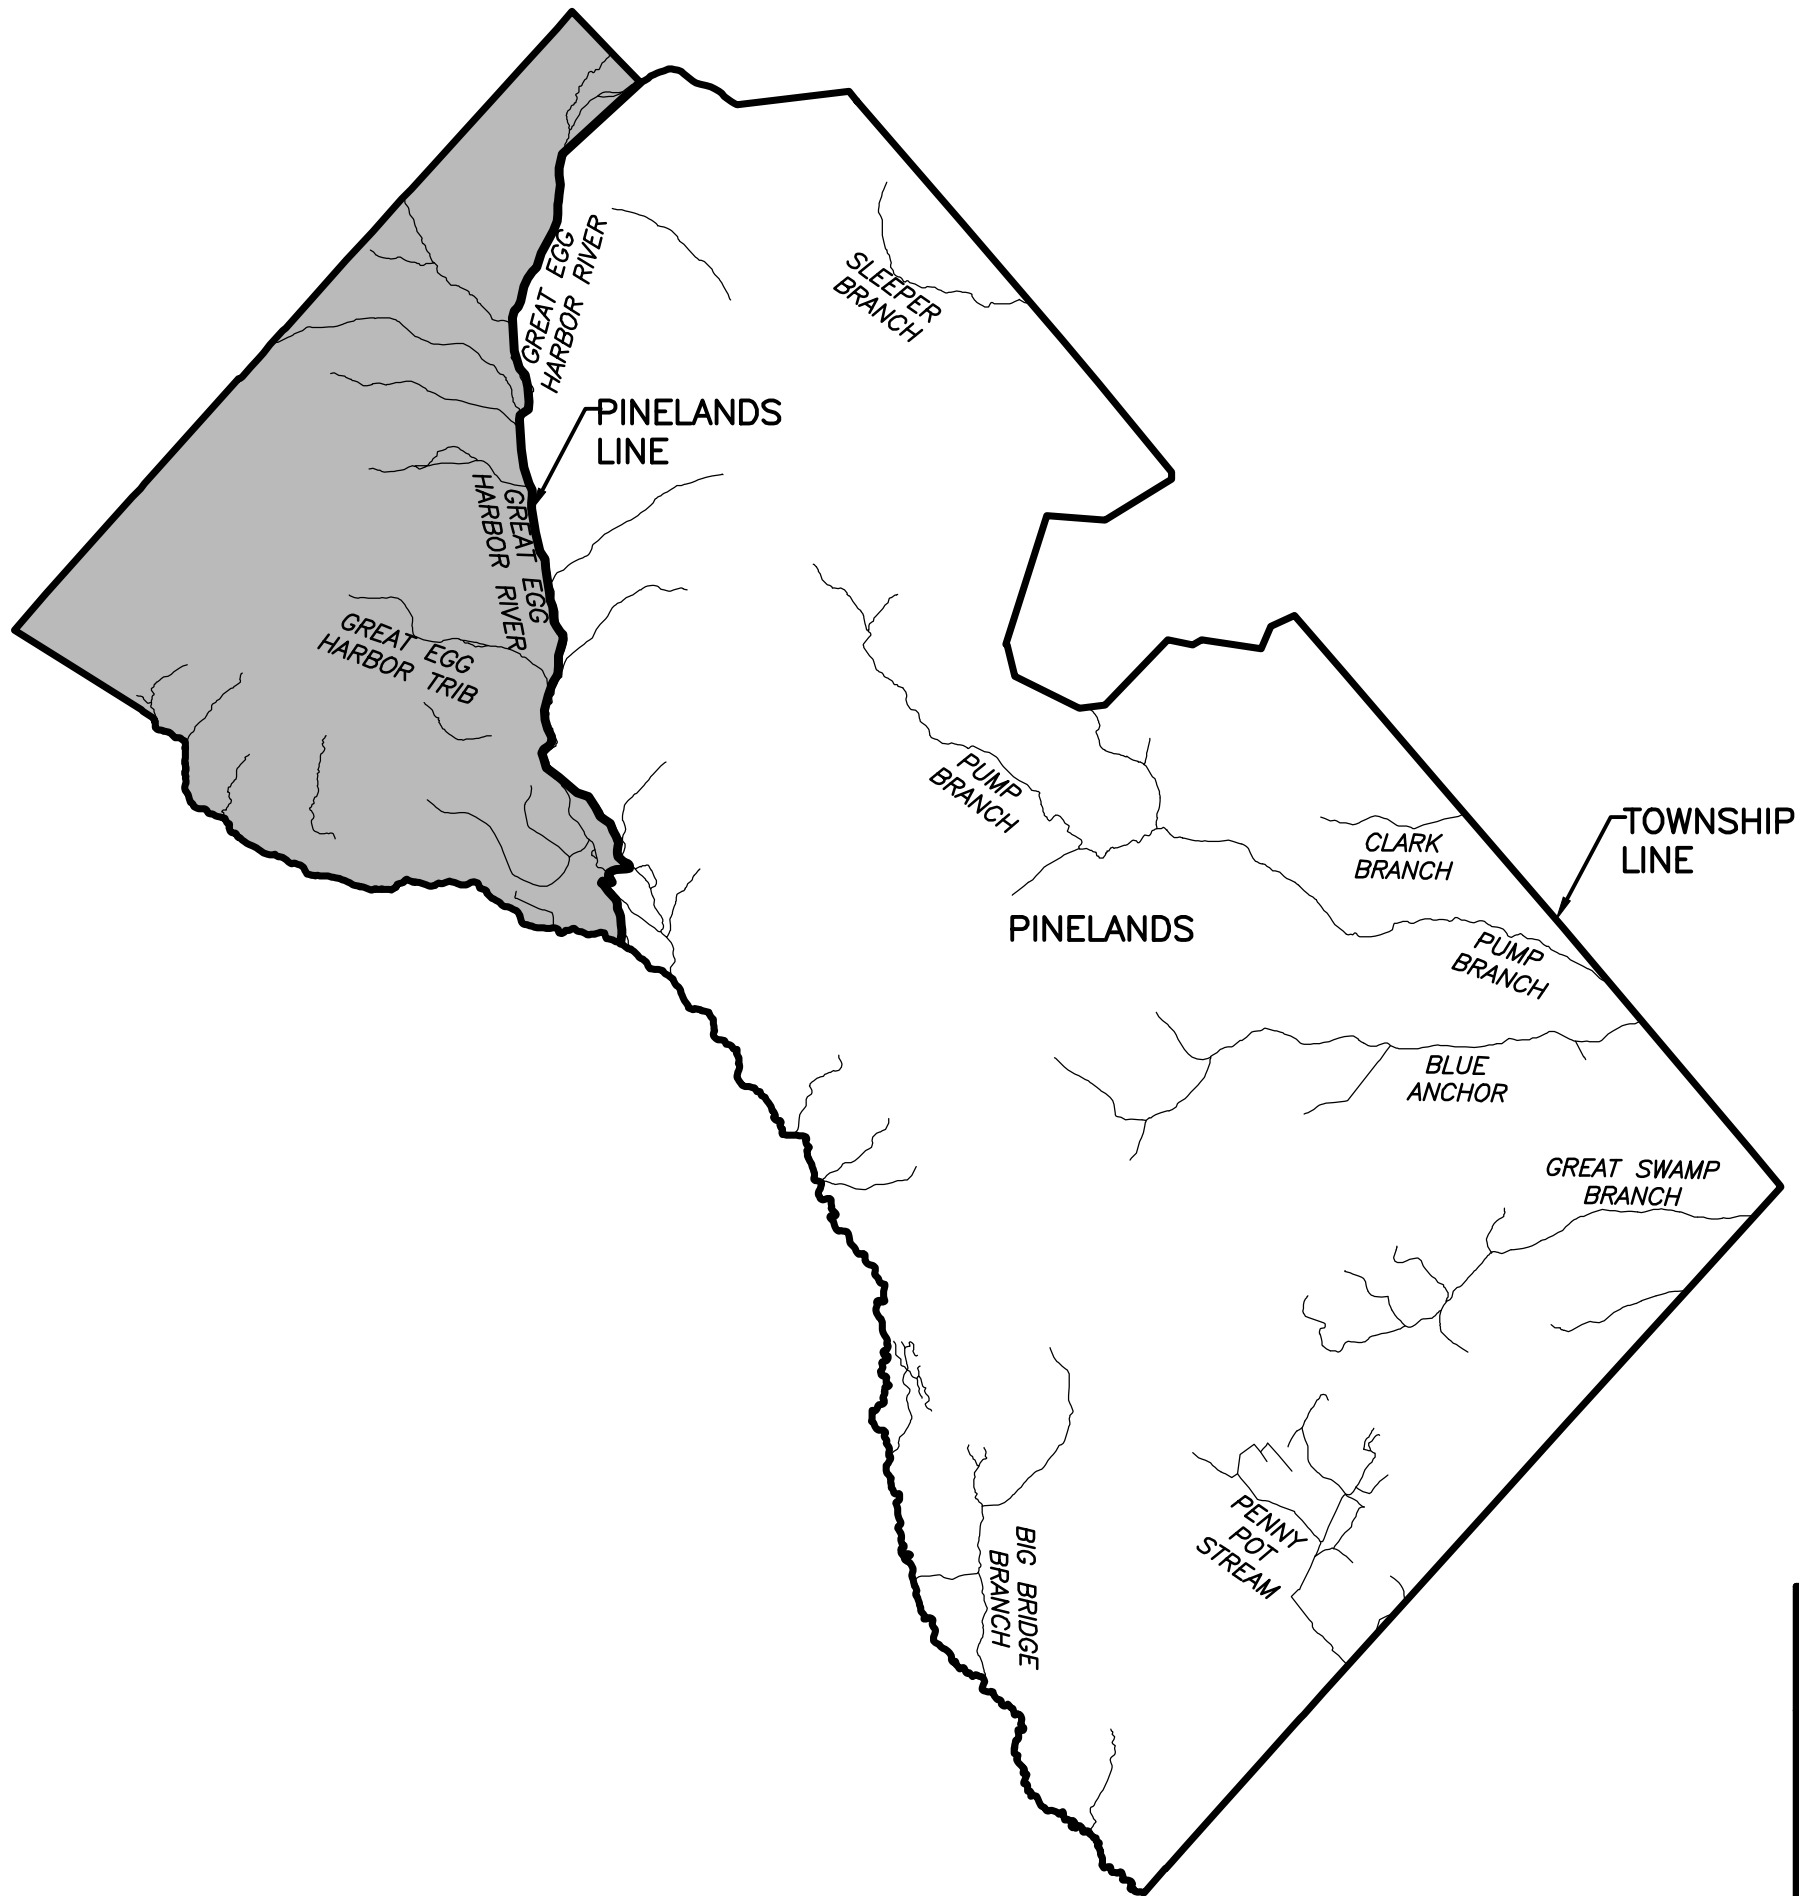 GREAT EGG
HARBOR RIVER
SLEEPER
BRANCH
PINELANDS
LINE
GREAT EGG
HARBOR RIVER
GREAT EGG
HARBOR TRIB
PUMP
BRANCH
TOWNSHIP
LINE
CLARK
BRANCH
PINELANDS
PUMP
BRANCH
BLUE
ANCHOR
GREAT SWAMP
BRANCH
PENNY
POT
STREAM
BIG BRIDGE
BRANCH